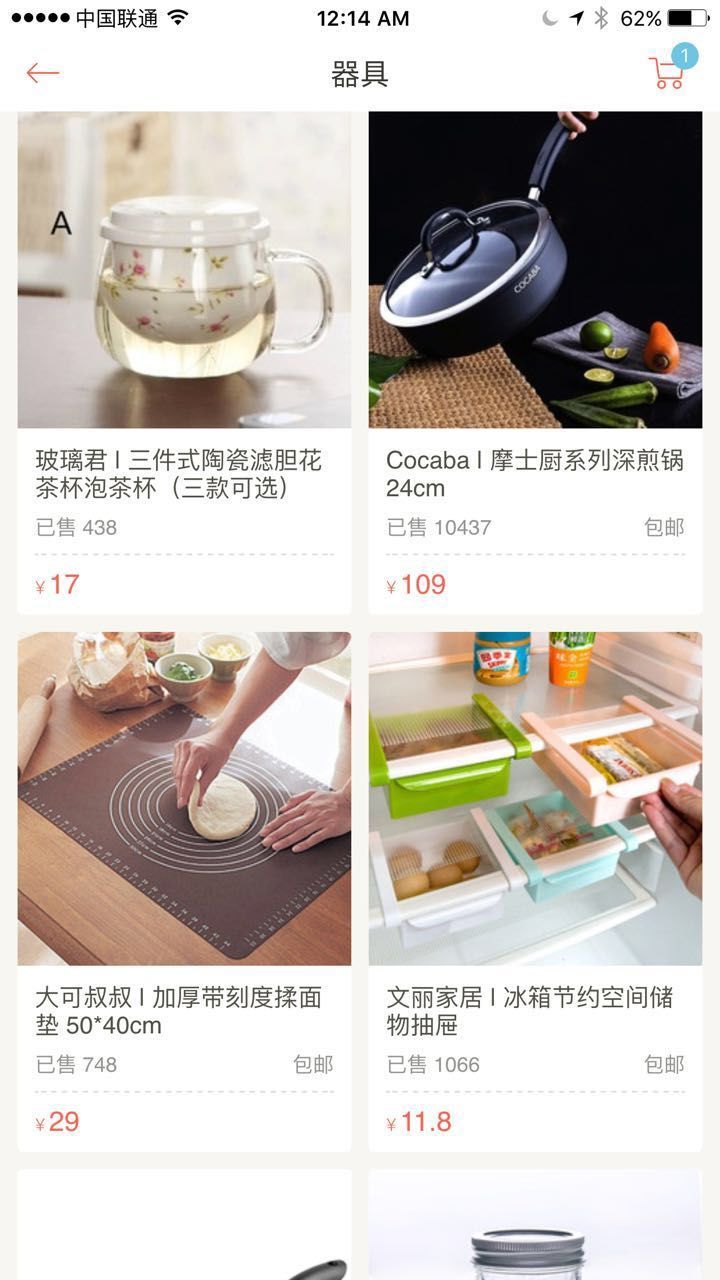 中国联通
12:14 AM
62%
器具
1
A
COCABA
玻璃君 | 三件式陶瓷滤胆花
茶杯泡茶杯（三款可选）
已售 438
¥17
Cocaba | 摩士厨系列深煎锅
24cm
已售 10437
包邮
¥109
SKIPPY
大可叔叔 | 加厚带刻度揉面
垫 50*40cm
已售 748
包邮
¥29
文丽家居 | 冰箱节约空间储
物抽屉
已售 1066
包邮
¥11.8